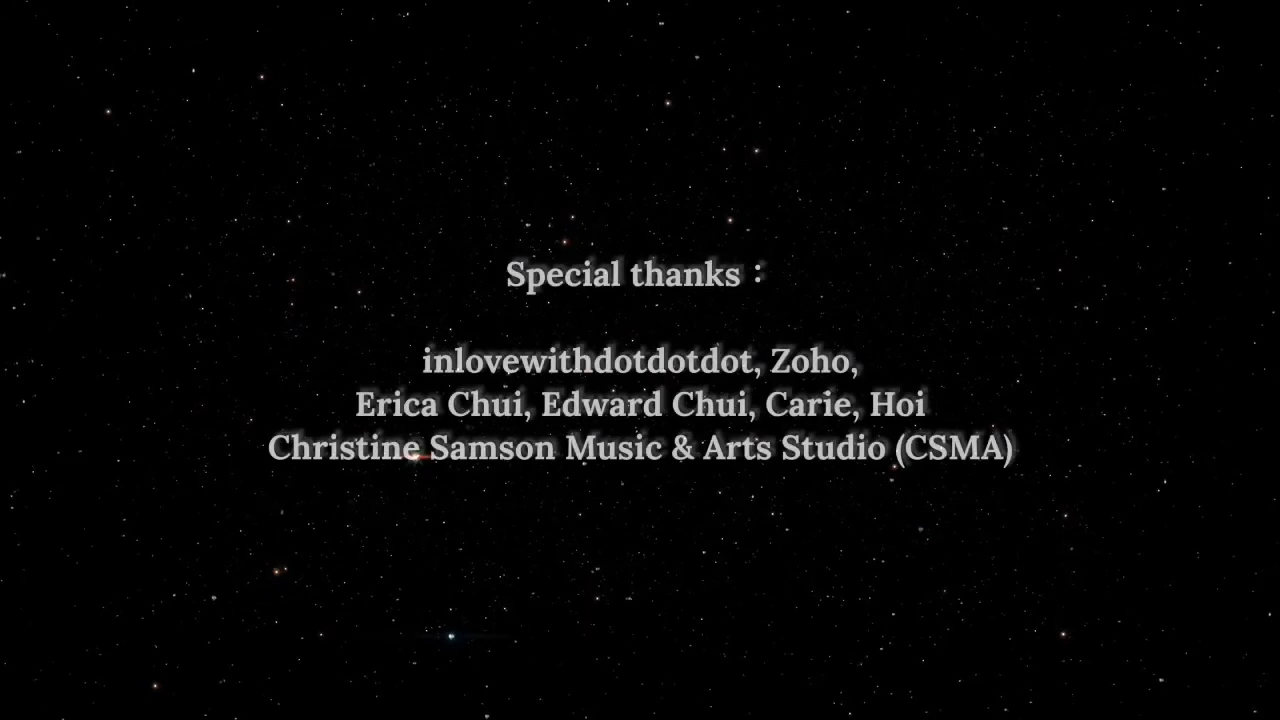 Special thanks：
inlovewithdotdotdot, Zoho,
Erica Chui, Edward Chui, Carie, Hoi
Christine Samson Music & Arts Studio (CSMA)